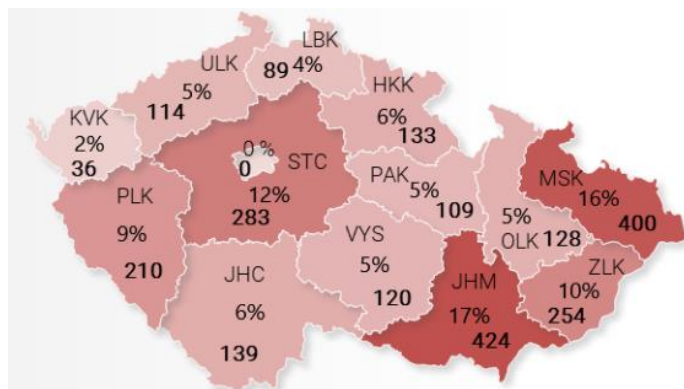 LBK
89 4%
ULK
5%
114
HKK
6%
133
KVK
2%
36
0 %
0
STC
12%
283
PAK
5%
109
MSK
16%
400
PLK
9%
210
5%
OLK 128
VYS
5%
120
JHC
6%
139
JHM
17%
424
ZLK
10%
254